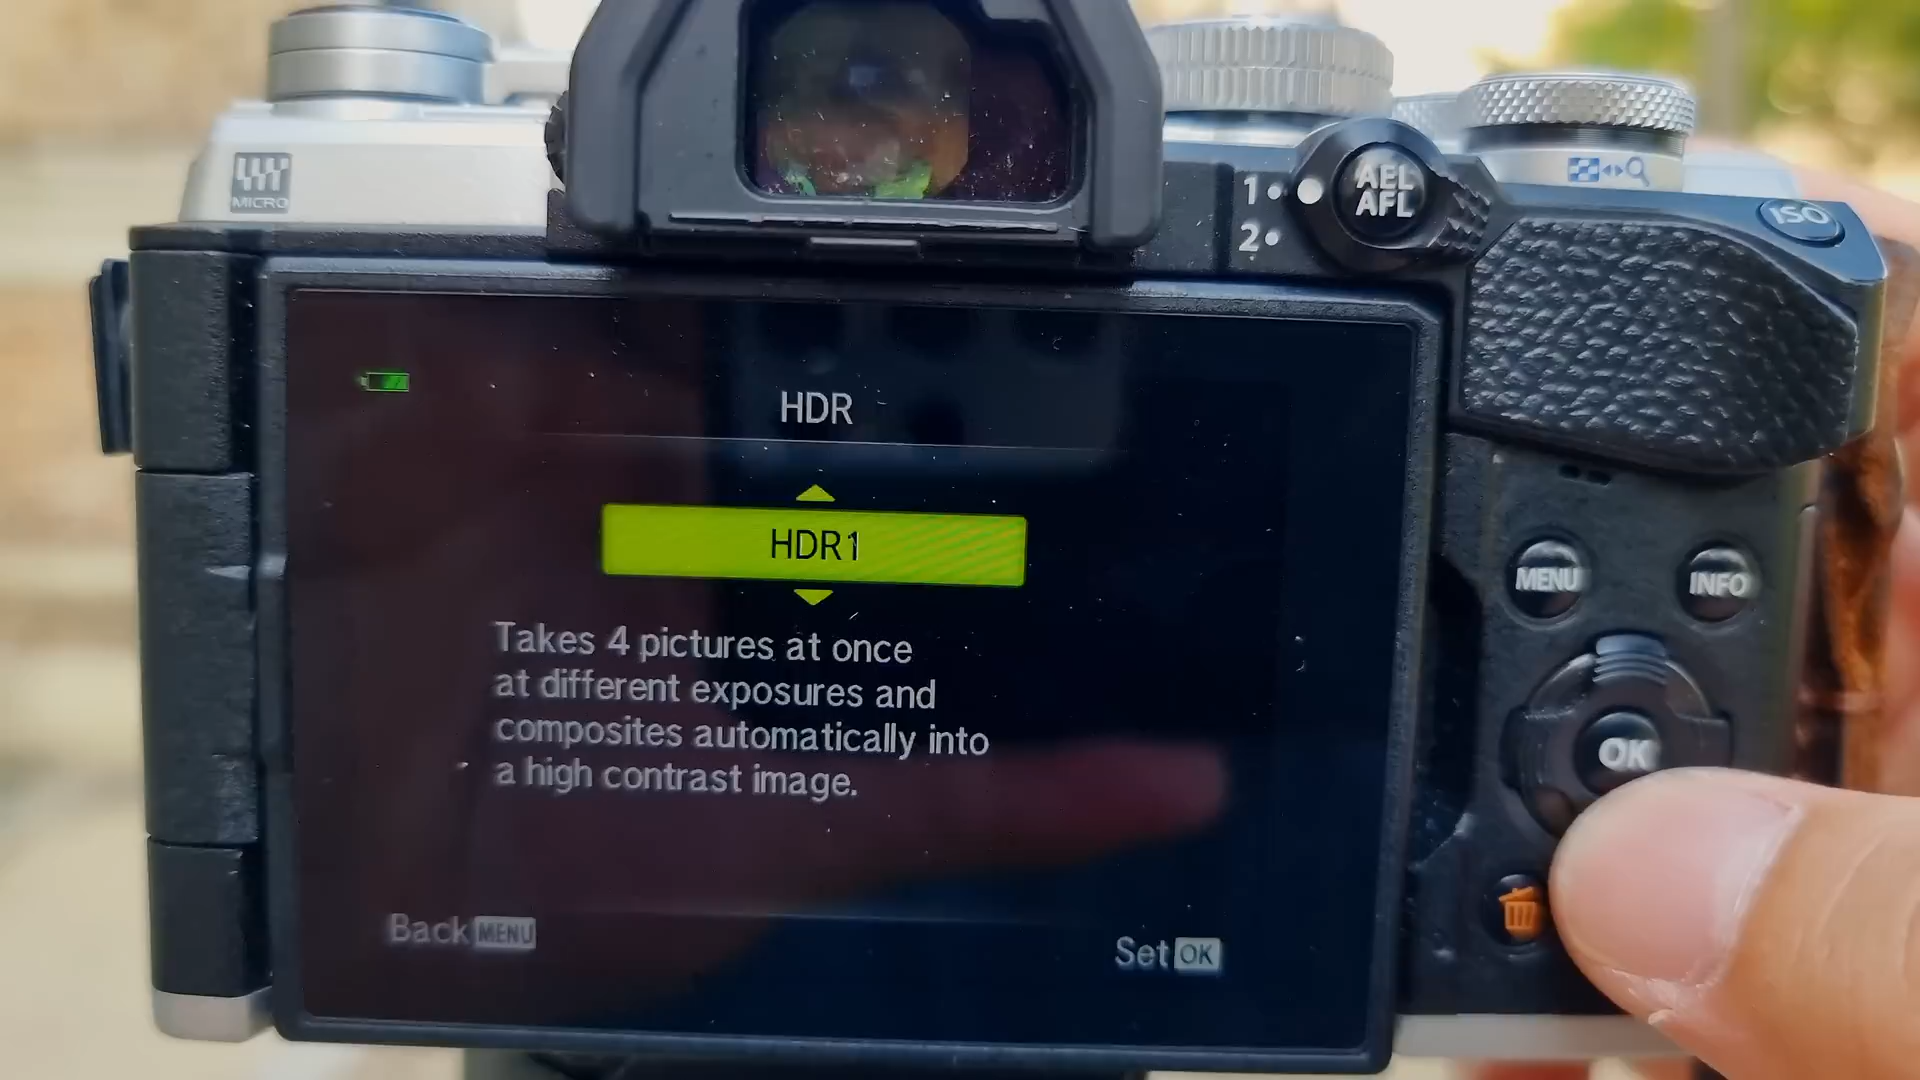 MICRO
1
AEL
AFL
2
ISO
HDR
HDR1
Takes 4 pictures at once
at different exposures and
composites automatically into
a high contrast image.
Back MENU
Set OK
MENU
INFO
OK